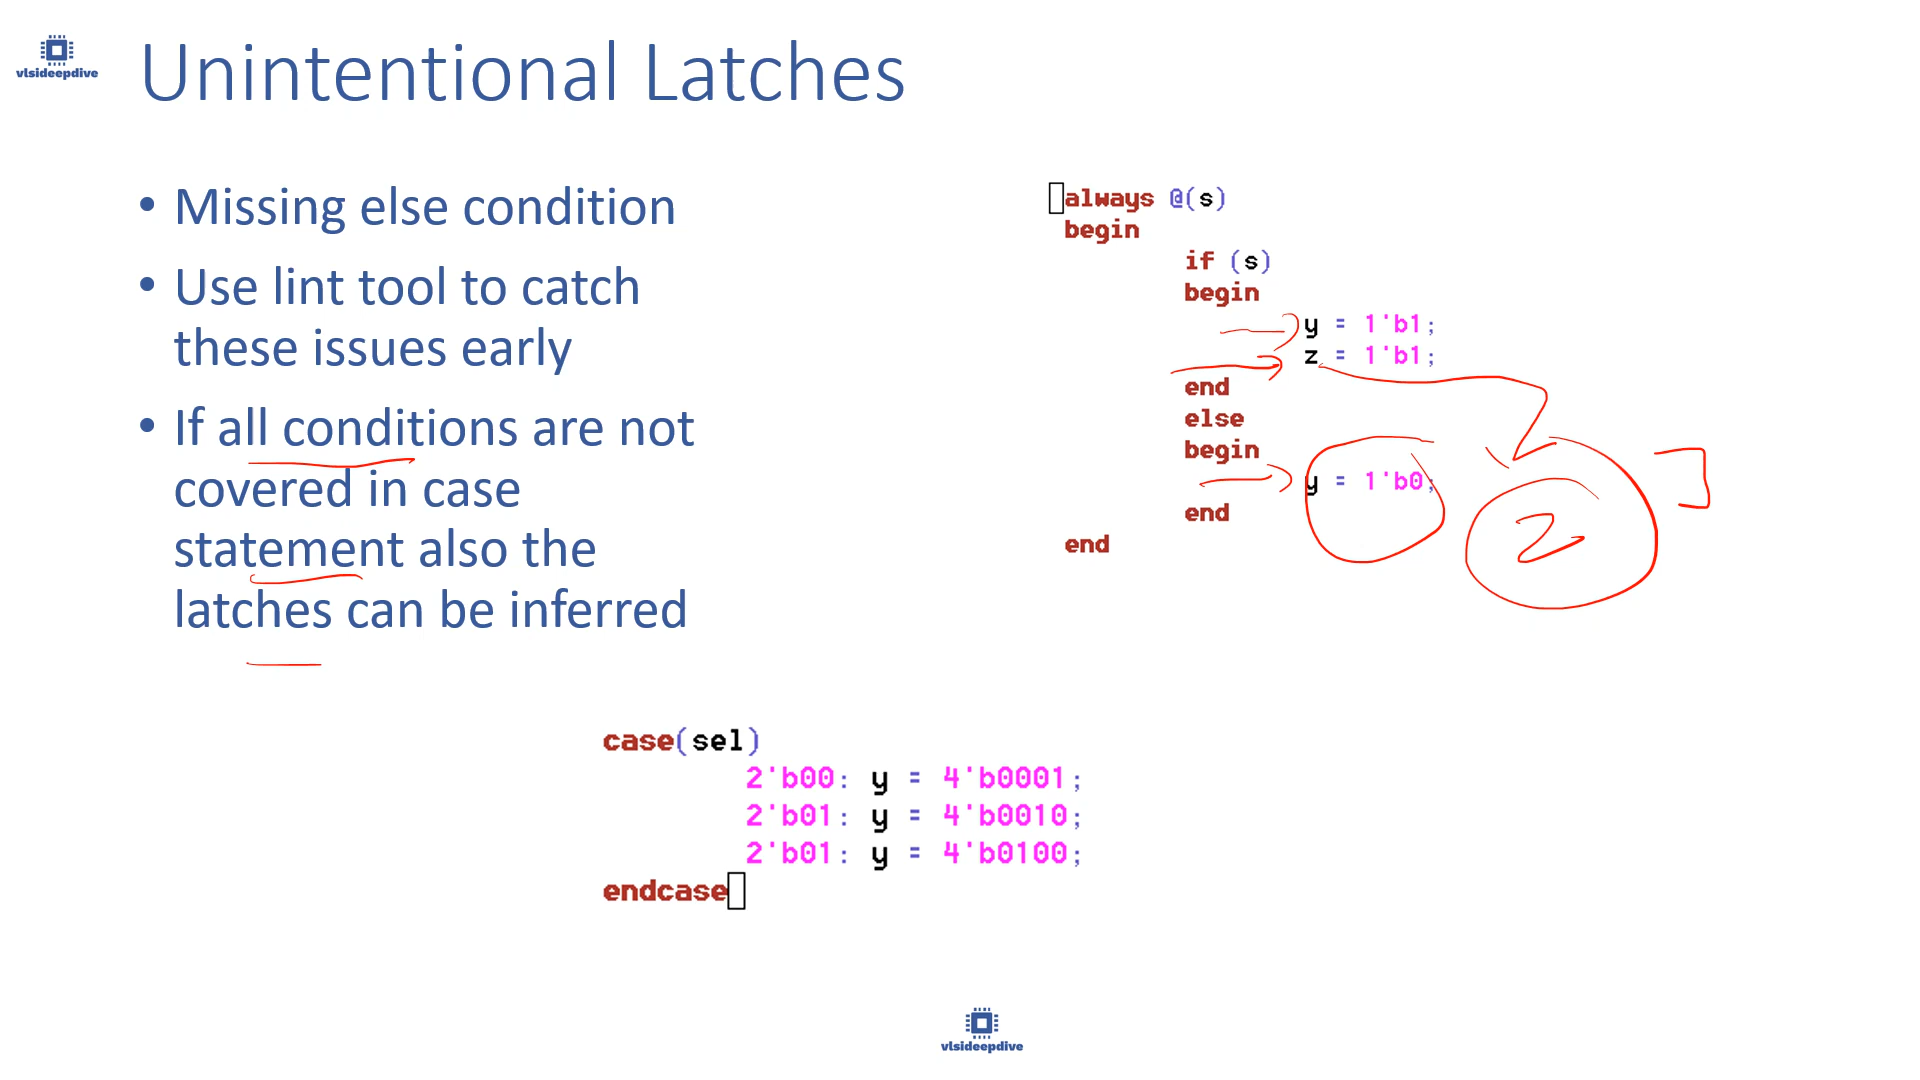 vlsideepdive
Unintentional Latches
• Missing else condition
• Use lint tool to catch
these issues early
• If all conditions are not
covered in case
statement also the
latches can be inferred
always @(s)
begin
if (s)
begin
y = 1'b1;
z = 1'b1;
end
else
begin
y = 1'b0;
end
end
2
case(sel)
2'b00: y = 4'b0001;
2'b01: y = 4'b0010;
2'b01: y = 4'b0100;
endcase
vlsideepdive